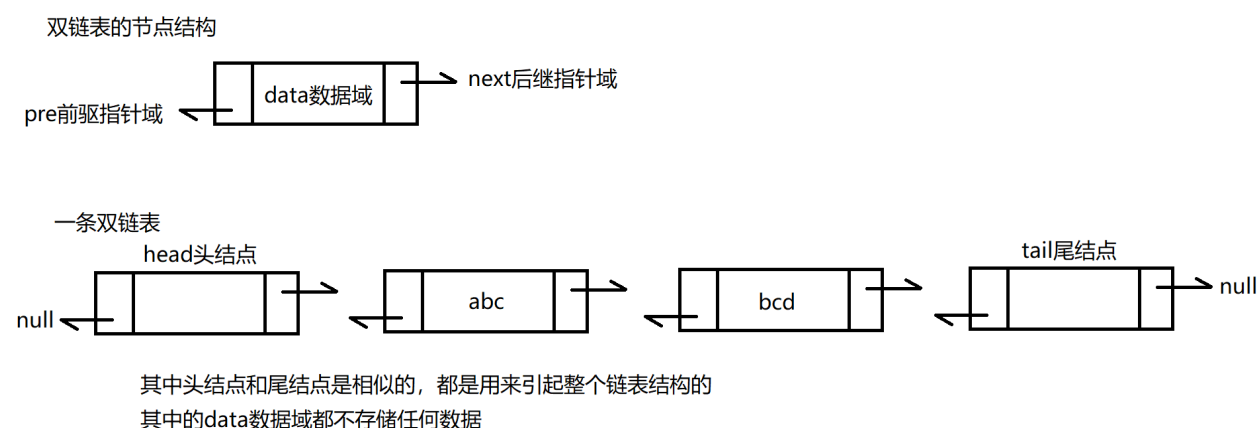 双链表的节点结构
data数据域
next后继指针域
pre前驱指针域
一条双链表
head头结点
tail尾结点
null
abc
bcd
null
其中头结点和尾结点是相似的，都是用来引起整个链表结构的
其中的data数据域都不存储任何数据